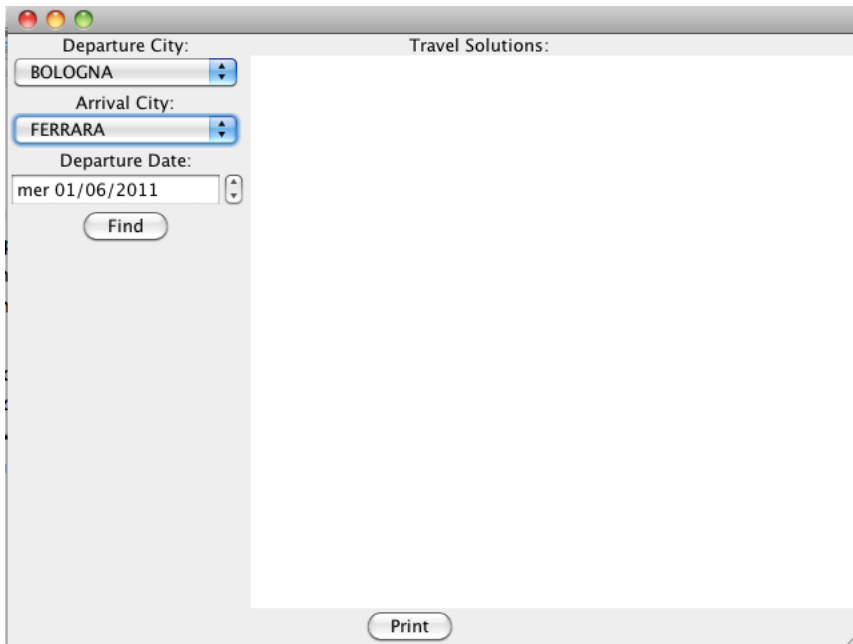 Departure City:
BOLOGNA
Arrival City:
FERRARA
Departure Date:
mer 01/06/2011
Find
Travel Solutions:
Print